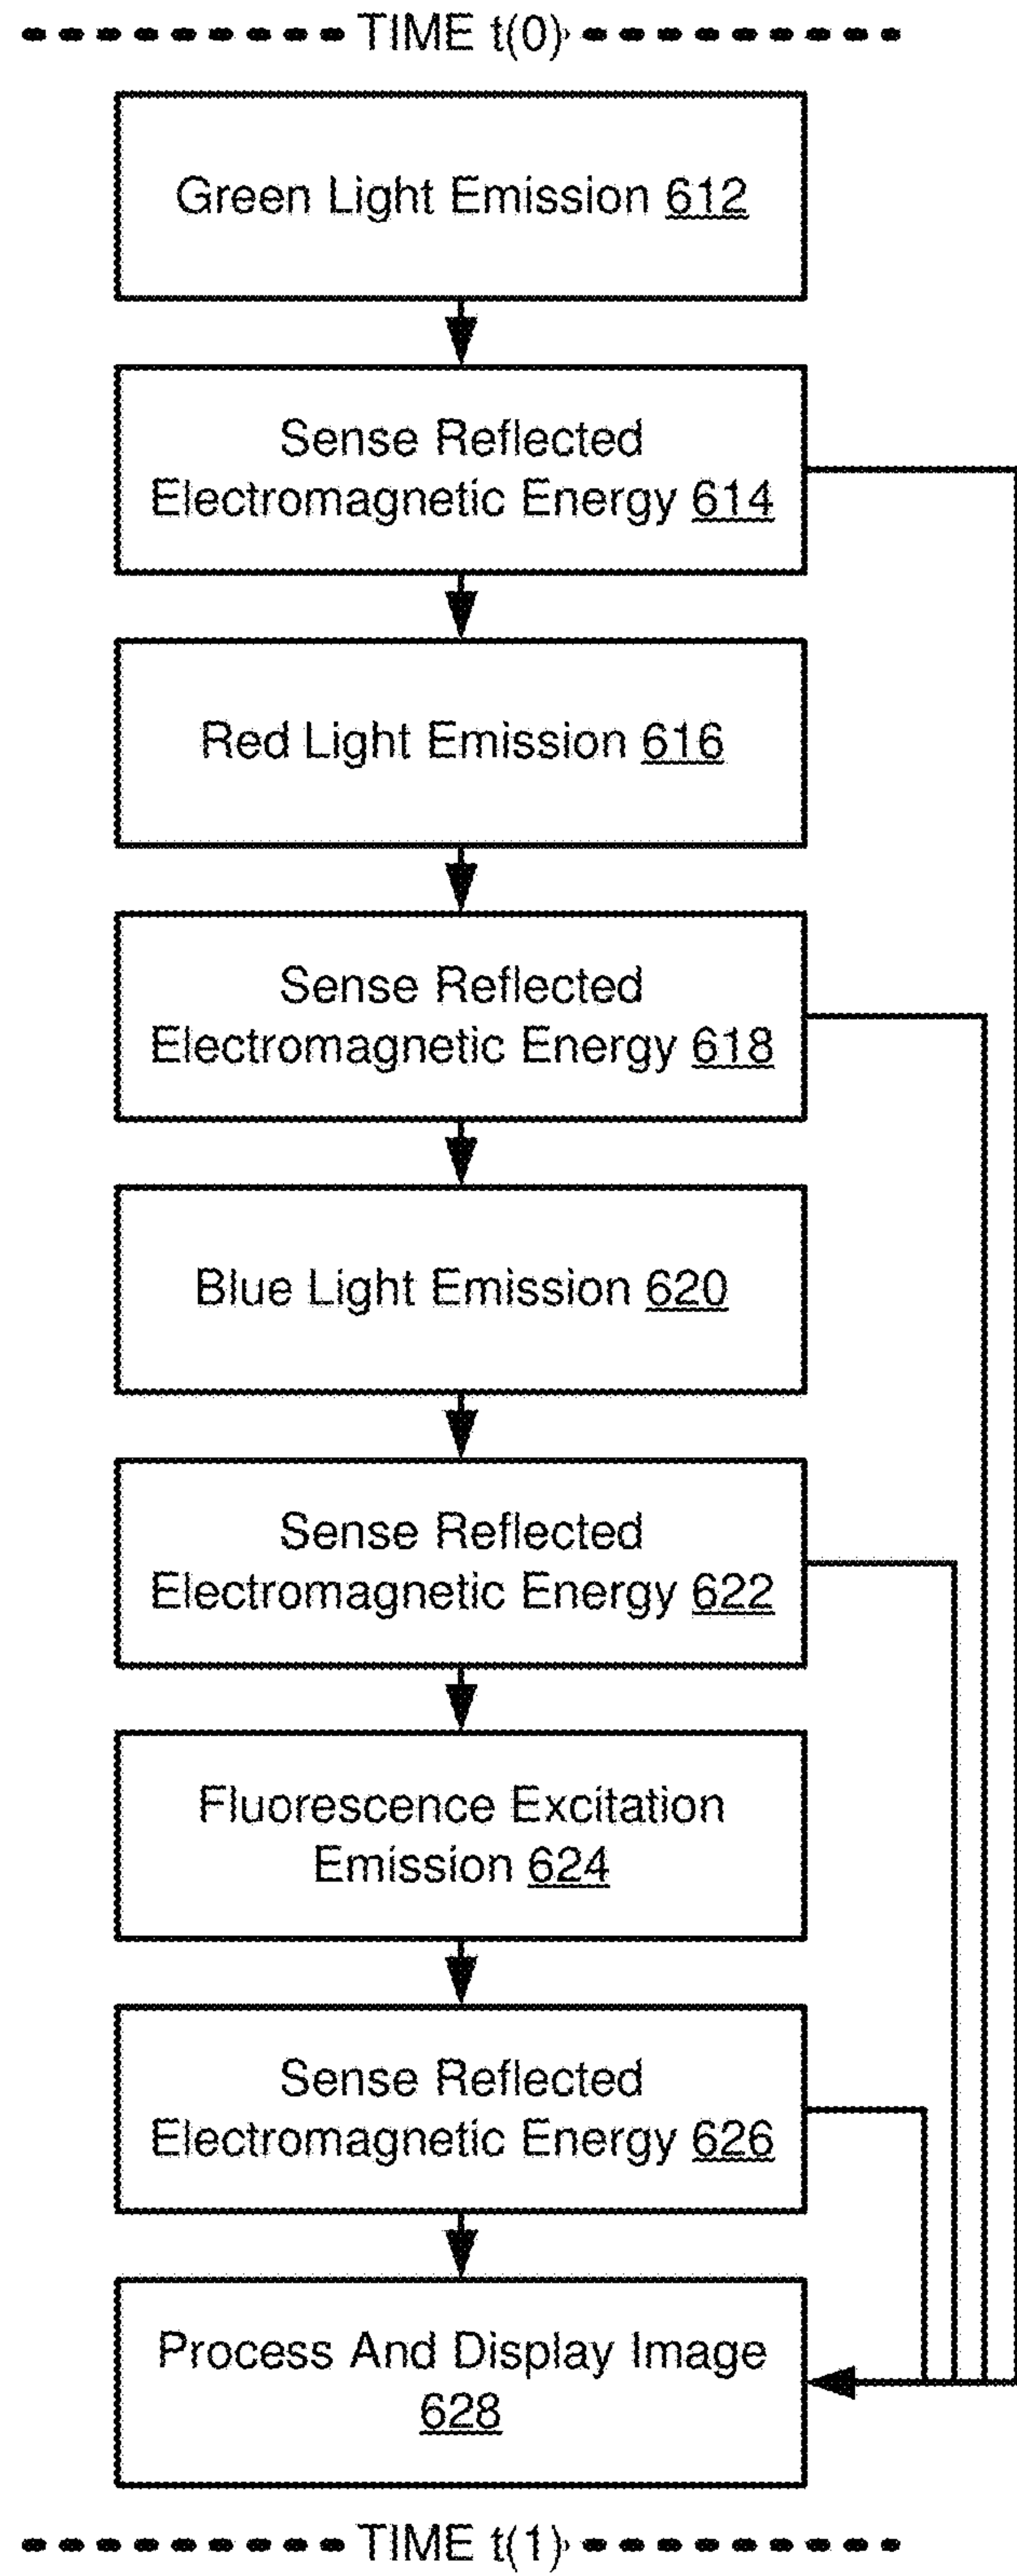 TIME t(0)
Green Light Emission 612
Sense Reflected
Electromagnetic Energy 614
Red Light Emission 616
Sense Reflected
Electromagnetic Energy 618
Blue Light Emission 620
Sense Reflected
Electromagnetic Energy 622
Fluorescence Excitation
Emission 624
Sense Reflected
Electromagnetic Energy 626
Process And Display Image
628
TIME t(1)